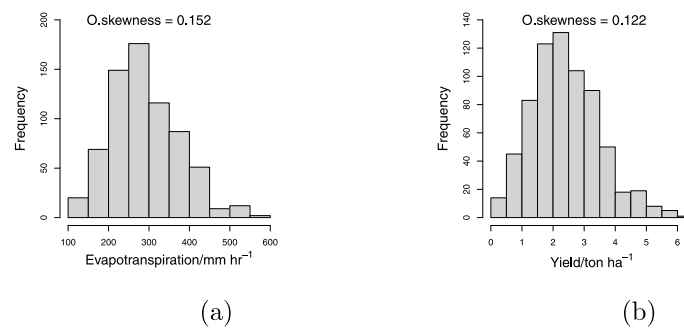 O.skewness = 0.152
Frequency
200
150
100
50
0
100 200 300 400 500 600
Evapotranspiration/mm hr⁻¹
(a)
O.skewness = 0.122
Frequency
140
120
100
80
60
40
20
0
0 1 2 3 4 5 6
Yield/ton ha⁻¹
(b)